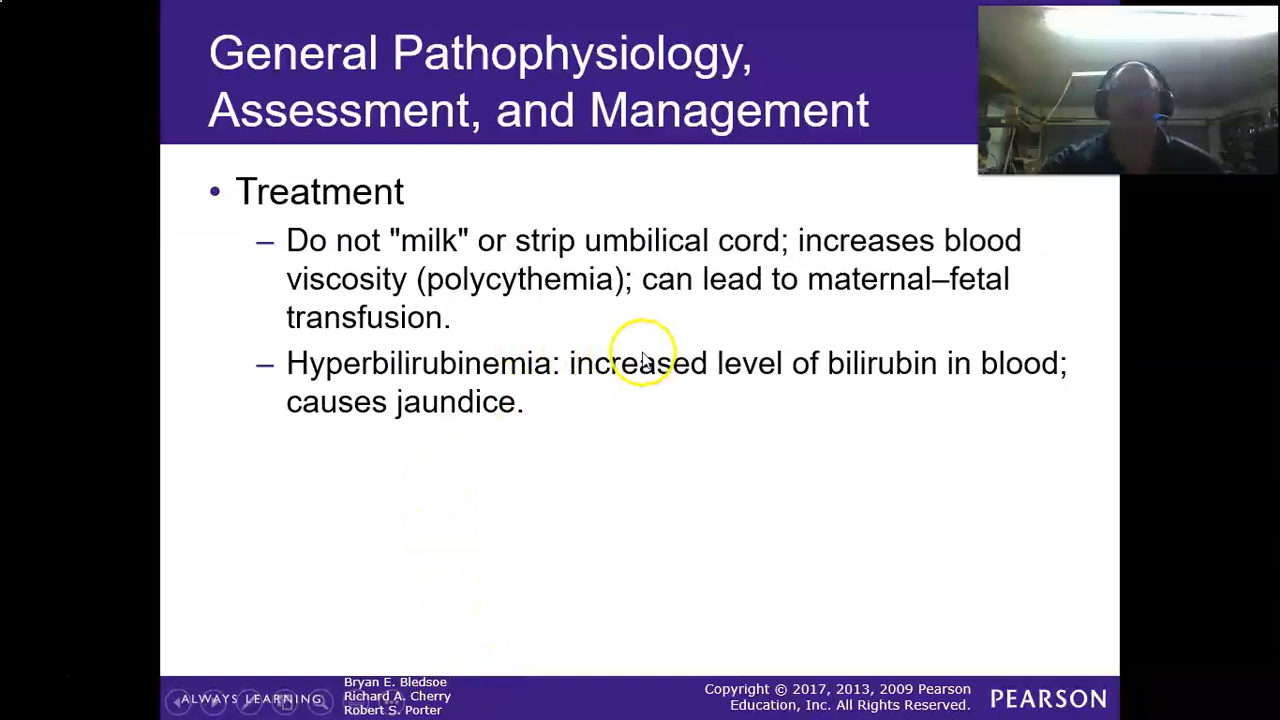 General Pathophysiology,
Assessment, and Management
• Treatment
– Do not "milk" or strip umbilical cord; increases blood
viscosity (polycythemia); can lead to maternal–fetal
transfusion.
– Hyperbilirubinemia: increased level of bilirubin in blood;
causes jaundice.
ALWAYS LEARNING
Bryan E. Bledsoe
Richard A. Cherry
Robert S. Porter
Copyright © 2017, 2013, 2009 Pearson
Education, Inc. All Rights Reserved.
PEARSON